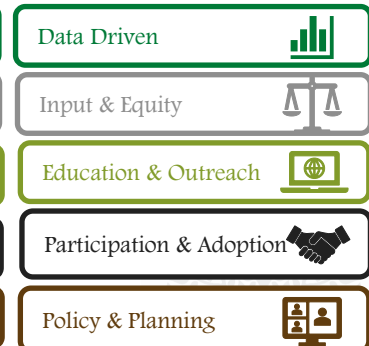 Data Driven
Input & Equity
Education & Outreach
Participation & Adoption
Policy & Planning